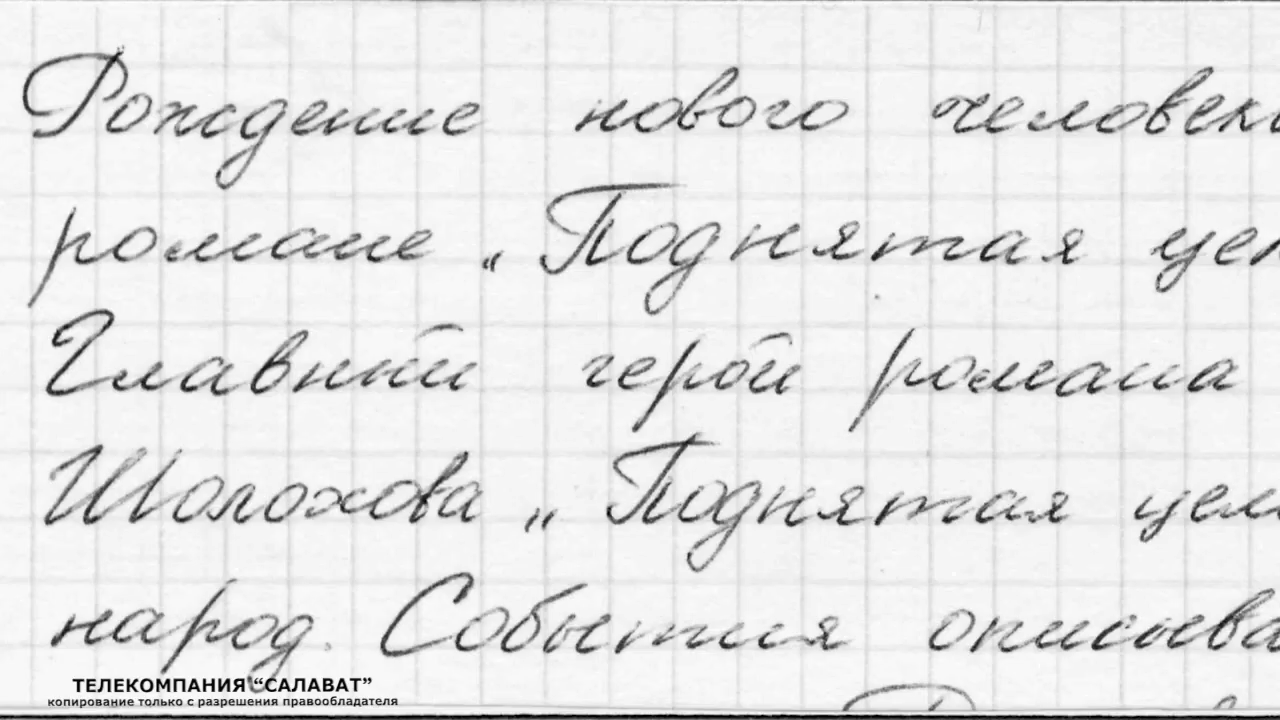 Рождение нового человек
романе „Поднятая цел
Главный герой романа
Шолохова „Поднятая цел
народ. События описыва
ТЕЛЕКОМПАНИЯ “САЛАВАТ”
копирование только с разрешения правообладателя